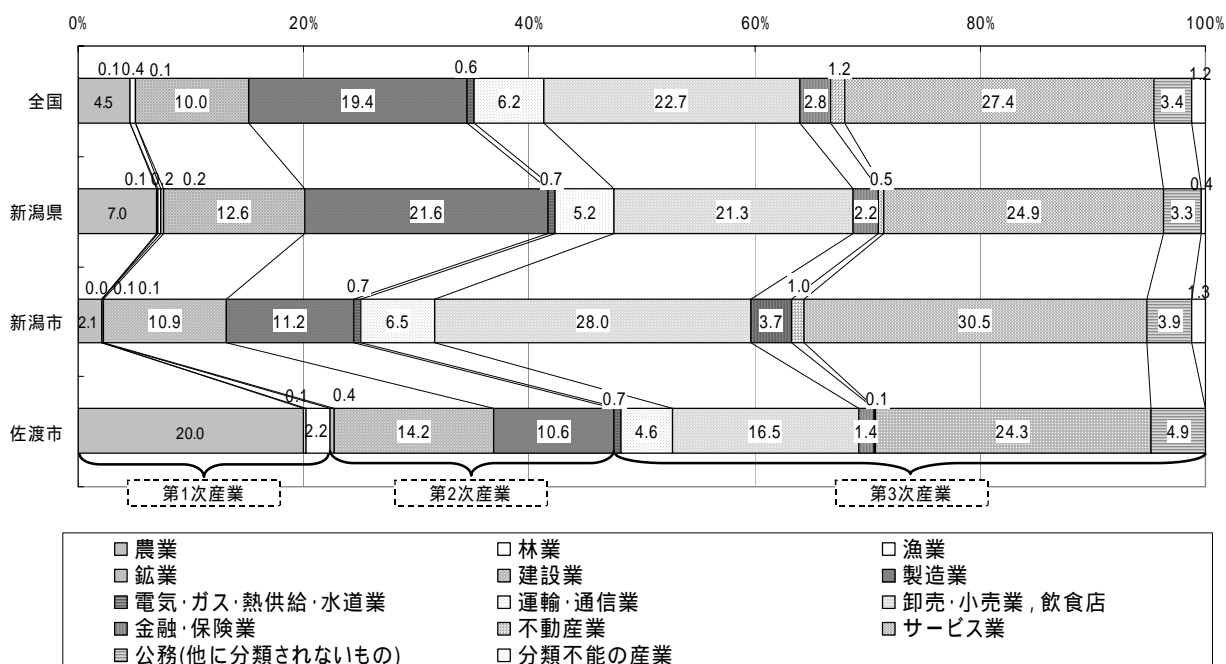 0% 20% 40% 60% 80% 100%
0.1 0.4 0.1 0.6 1.2 1.2
全国 4.5 10.0 19.4 6.2 22.7 2.8 27.4 3.4
0.1 0.2 0.2 0.7 0.5 0.4
新潟県 7.0 12.6 21.6 5.2 21.3 2.2 24.9 3.3
0.0 0.1 0.1 0.7 1.0 1.3
新潟市 2.1 10.9 11.2 6.5 28.0 3.7 30.5 3.9
0.1 0.4 0.7 0.1
佐渡市 20.0 2.2 14.2 10.6 4.6 16.5 1.4 24.3 4.9
第1次産業 第2次産業 第3次産業
農業 林業 漁業
鉱業 建設業 製造業
電気・ガス・熱供給・水道業 運輸・通信業 卸売・小売業,飲食店
金融・保険業 不動産業 サービス業
公務(他に分類されないもの) 分類不能の産業